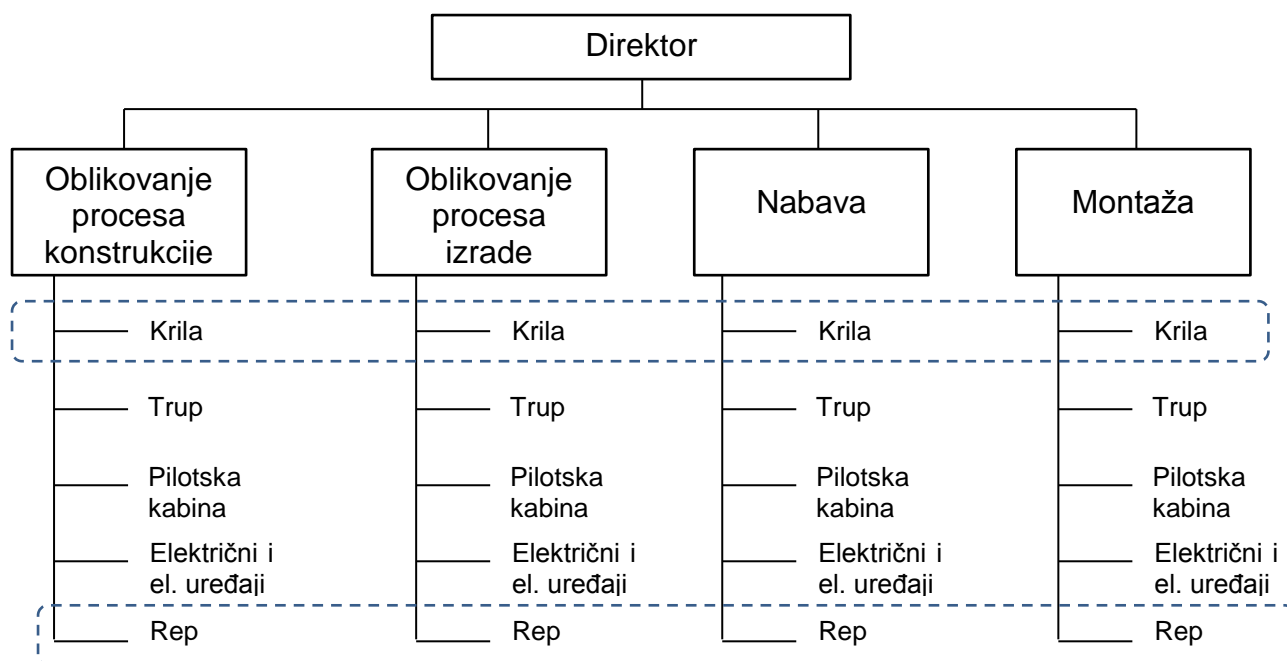 Direktor
Oblikovanje
procesa
konstrukcije
Oblikovanje
procesa
izrade
Nabava
Montaža
Krila
Krila
Krila
Krila
Trup
Trup
Trup
Trup
Pilotska
kabina
Pilotska
kabina
Pilotska
kabina
Pilotska
kabina
Električni i
el. uređaji
Električni i
el. uređaji
Električni i
el. uređaji
Električni i
el. uređaji
Rep
Rep
Rep
Rep